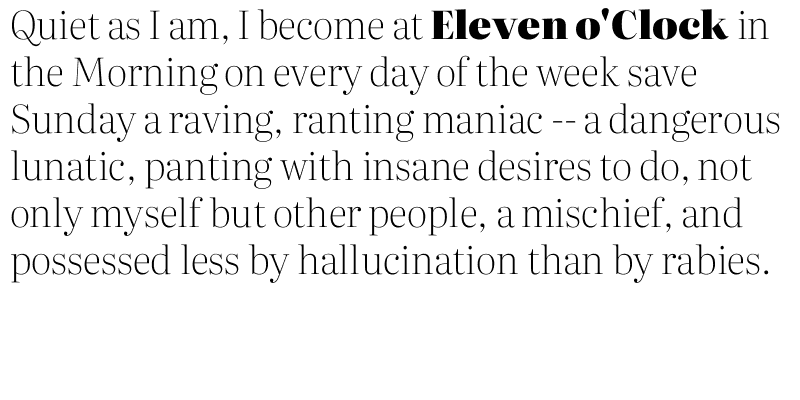 Quiet as I am, I become at Eleven o'Clock in
the Morning on every day of the week save
Sunday a raving, ranting maniac -- a dangerous
lunatic, panting with insane desires to do, not
only myself but other people, a mischief, and
possessed less by hallucination than by rabies.